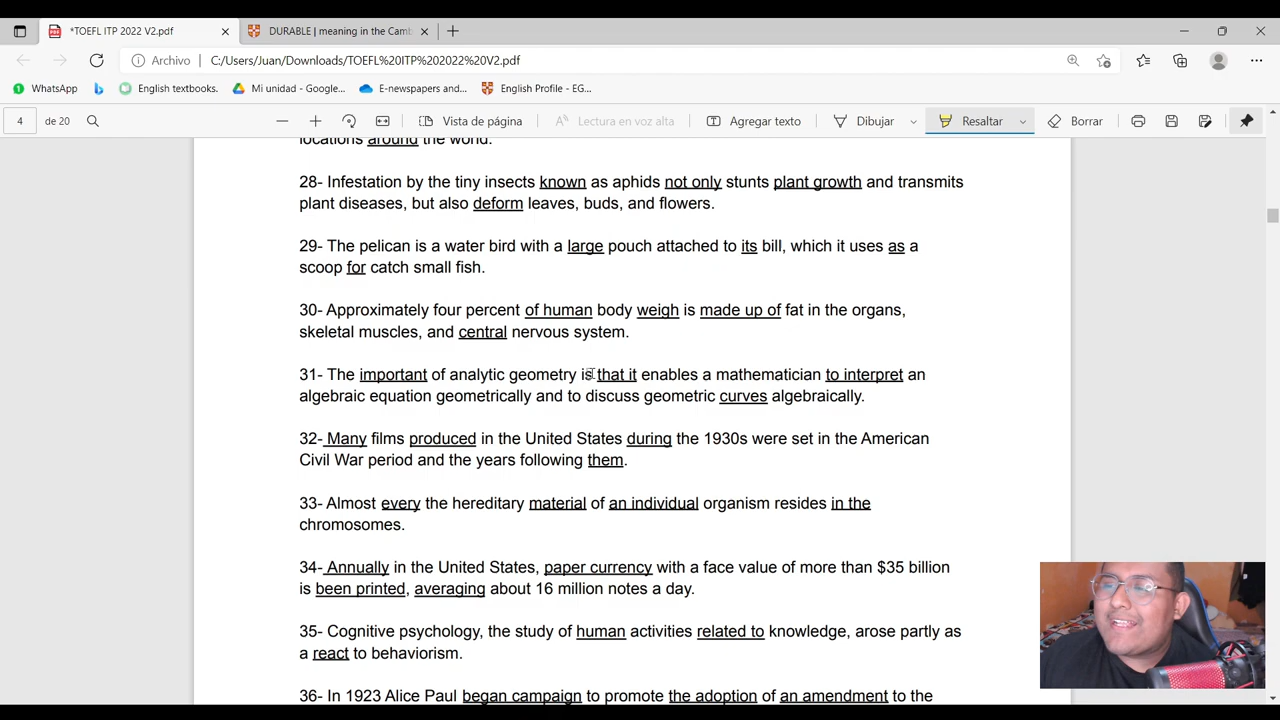 *TOEFL ITP 2022 V2.pdf
DURABLE | meaning in the Camb
Archivo
C:/Users/Juan/Downloads/TOEFL%20ITP%202022%20V2.pdf
WhatsApp
English textbooks.
Mi unidad - Google...
E-newspapers and...
English Profile - EG...
4
de 20
Vista de página
Lectura en voz alta
Agregar texto
Dibujar
Resaltar
Borrar
locations around the world.
28- Infestation by the tiny insects known as aphids not only stunts plant growth and transmits
plant diseases, but also deform leaves, buds, and flowers.
29- The pelican is a water bird with a large pouch attached to its bill, which it uses as a
scoop for catch small fish.
30- Approximately four percent of human body weigh is made up of fat in the organs,
skeletal muscles, and central nervous system.
31- The important of analytic geometry is that it enables a mathematician to interpret an
algebraic equation geometrically and to discuss geometric curves algebraically.
32- Many films produced in the United States during the 1930s were set in the American
Civil War period and the years following them.
33- Almost every the hereditary material of an individual organism resides in the
chromosomes.
34- Annually in the United States, paper currency with a face value of more than $35 billion
is been printed, averaging about 16 million notes a day.
35- Cognitive psychology, the study of human activities related to knowledge, arose partly as
a react to behaviorism.
36- In 1923 Alice Paul began campaign to promote the adoption of an amendment to the